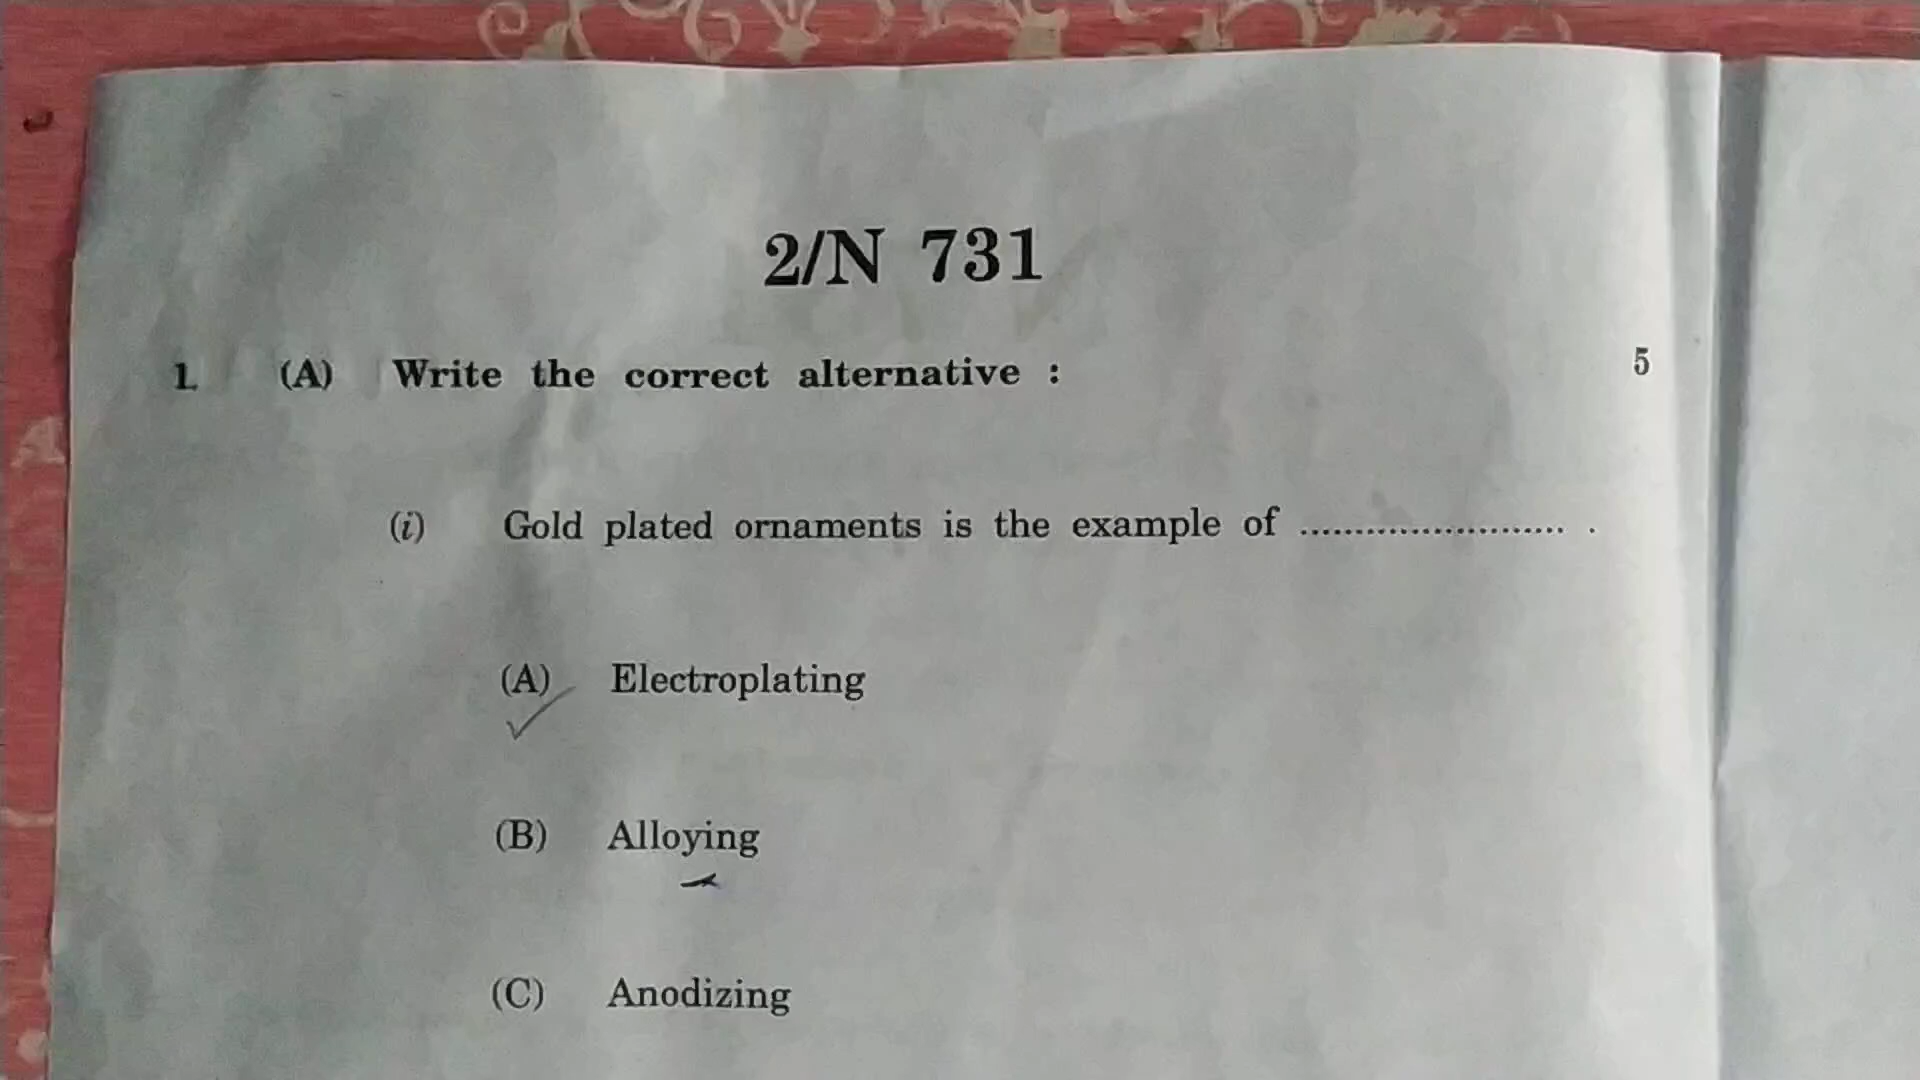 2/N 731
1. (A) Write the correct alternative : 5
(i) Gold plated ornaments is the example of ........................ .
(A) Electroplating
(B) Alloying
(C) Anodizing